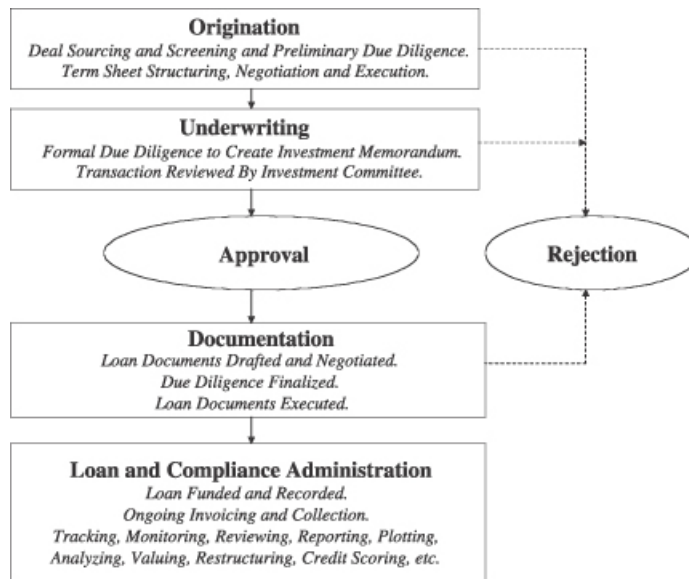 Origination
Deal Sourcing and Screening and Preliminary Due Diligence.
Term Sheet Structuring, Negotiation and Execution.
Underwriting
Formal Due Diligence to Create Investment Memorandum.
Transaction Reviewed By Investment Committee.
Approval
Rejection
Documentation
Loan Documents Drafted and Negotiated.
Due Diligence Finalized.
Loan Documents Executed.
Loan and Compliance Administration
Loan Funded and Recorded.
Ongoing Invoicing and Collection.
Tracking, Monitoring, Reviewing, Reporting, Plotting,
Analyzing, Valuing, Restructuring, Credit Scoring, etc.